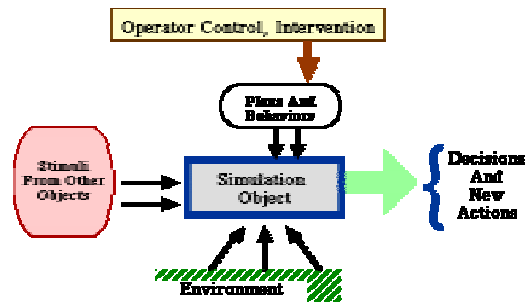 Operator Control, Intervention
Plans And
Behaviors
Stimuli
From Other
Objects
Simulation
Object
Decisions
And
New
Actions
Environment